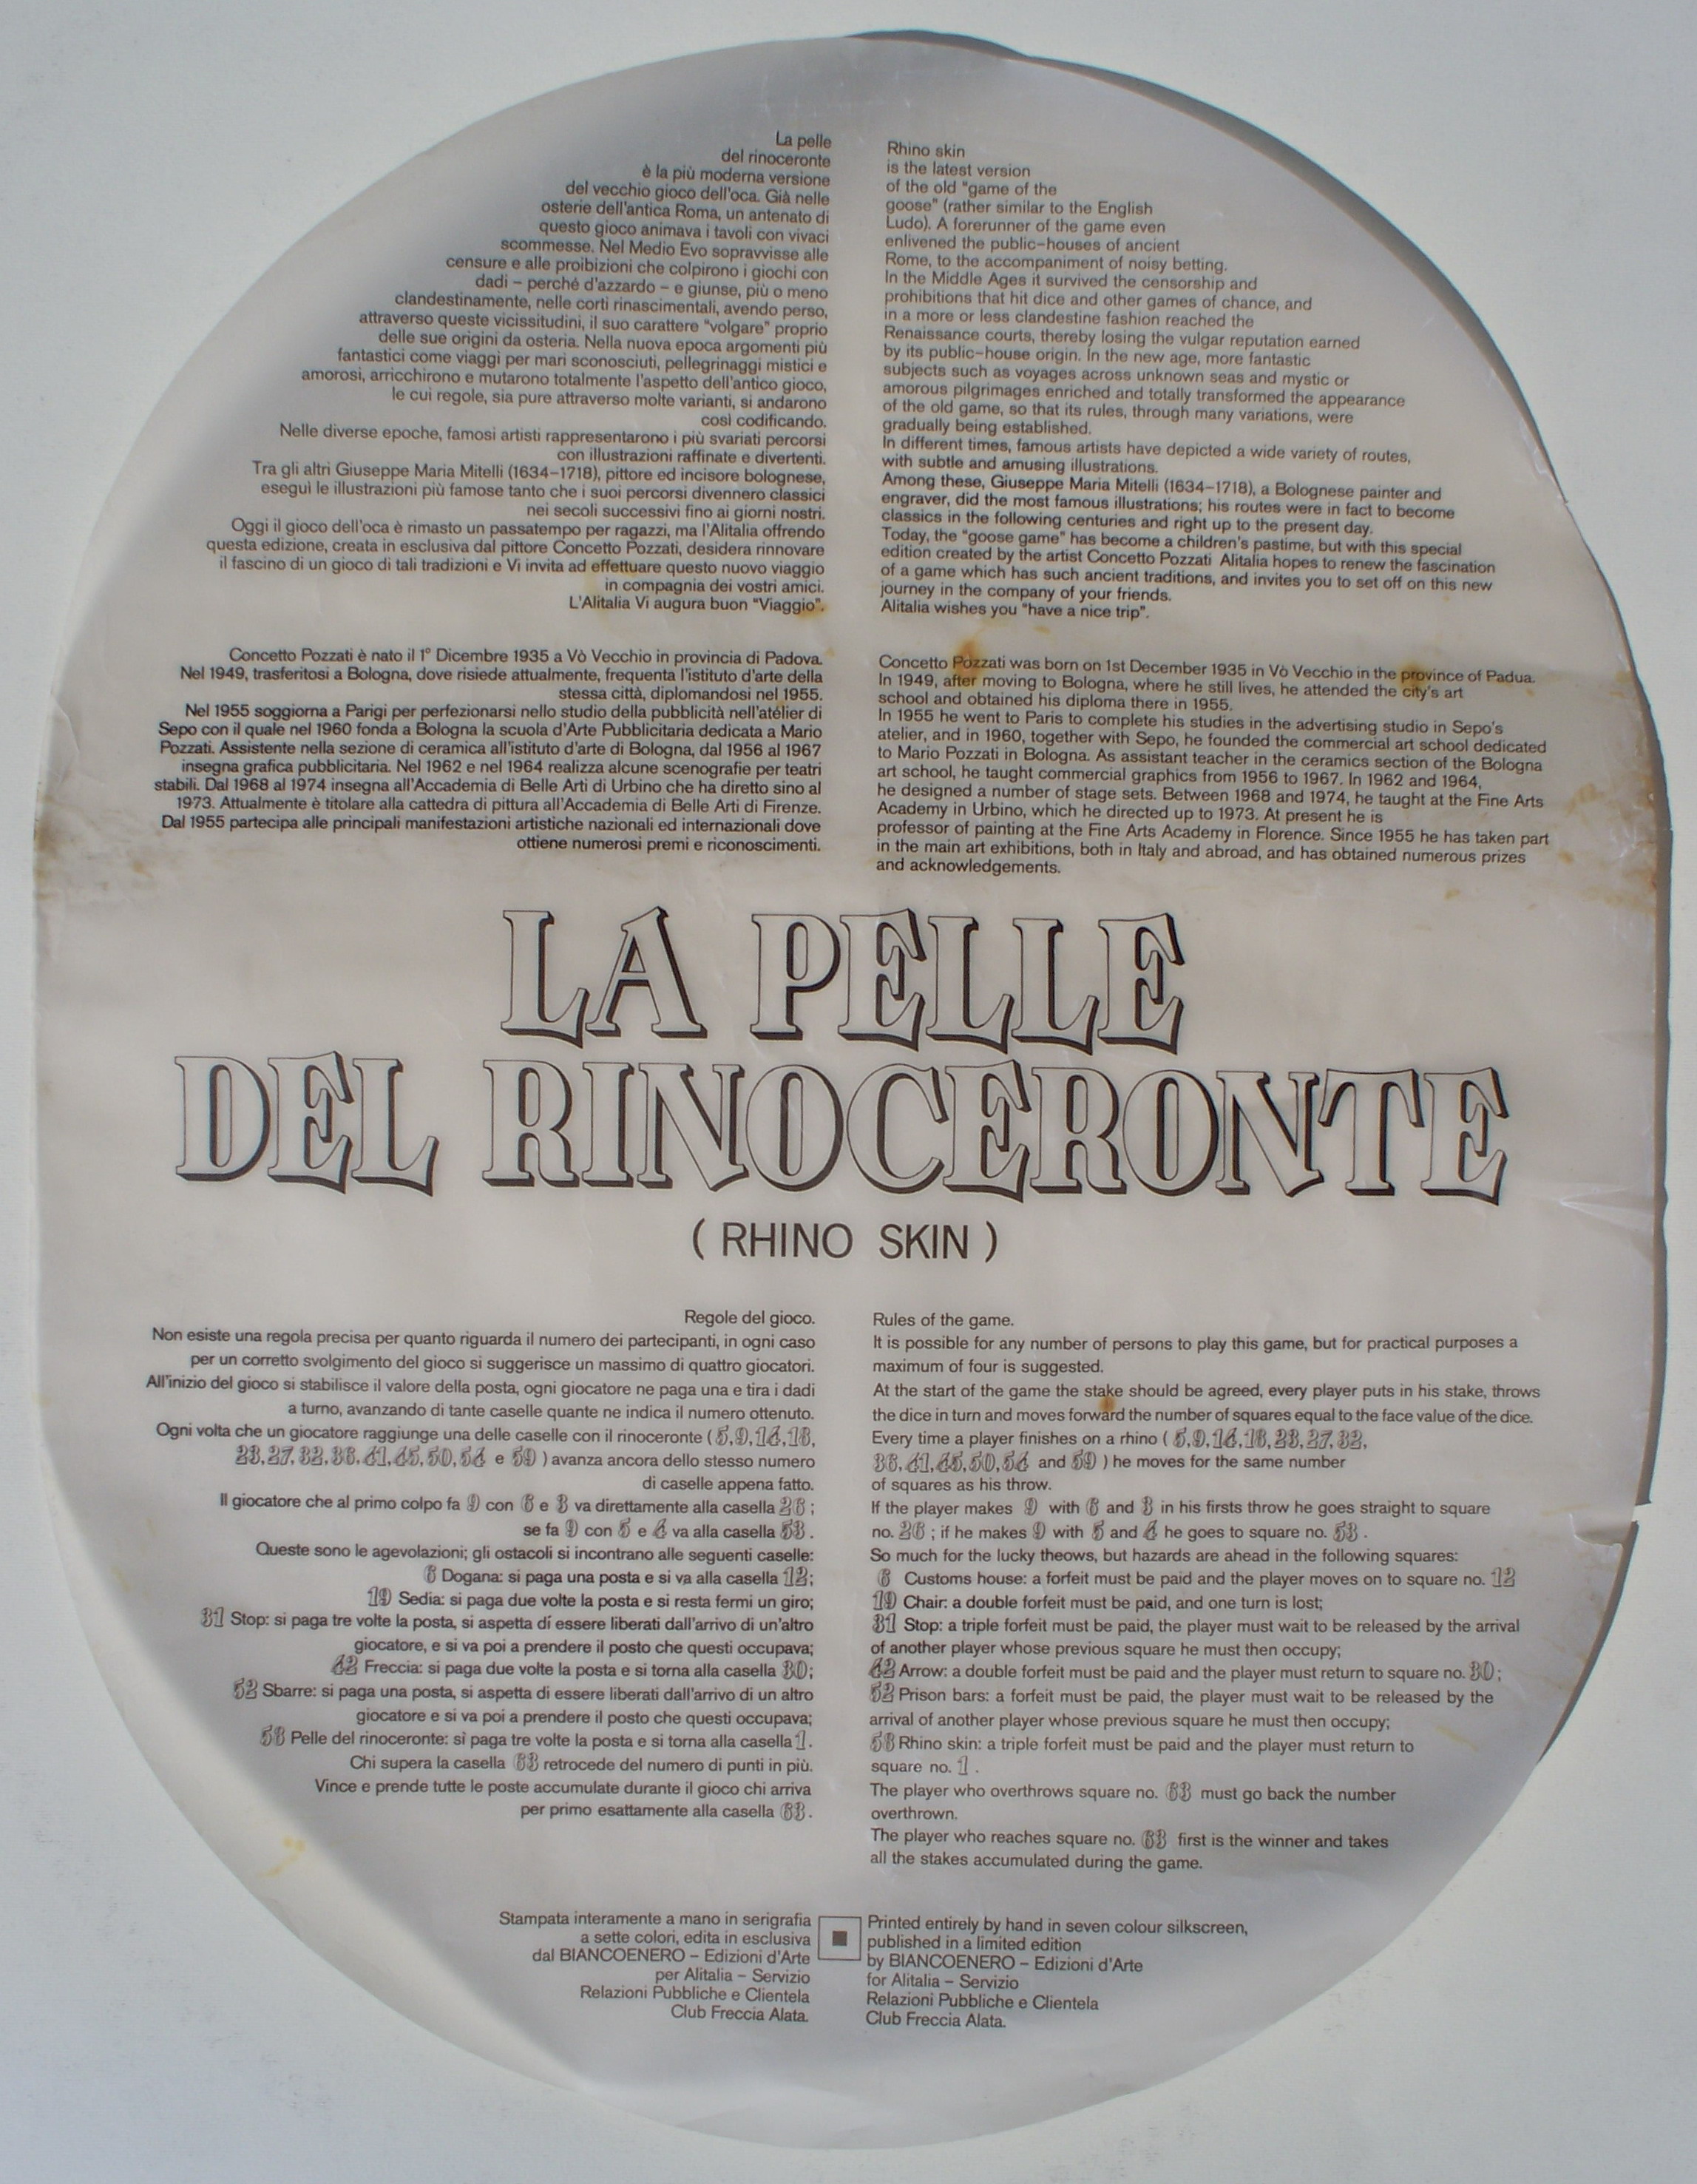 La pelle
del rinoceronte
è la più moderna versione
del vecchio gioco dell'oca. Già nelle
osterie dell'antica Roma, un antenato di
questo gioco animava i tavoli con vivaci
scommesse. Nel Medio Evo sopravvisse alle
censure e alle proibizioni che colpirono i giochi con
dadi – perché d'azzardo – e giunse, più o meno
clandestinamente, nelle corti rinascimentali, avendo perso,
attraverso queste vicissitudini, il suo carattere "volgare" proprio
delle sue origini da osteria. Nella nuova epoca argomenti più
fantastici come viaggi per mari sconosciuti, pellegrinaggi mistici e
amorosi, arricchirono e mutarono totalmente l'aspetto dell'antico gioco,
le cui regole, sia pure attraverso molte varianti, si andarono
così codificando.
Nelle diverse epoche, famosi artisti rappresentarono i più svariati percorsi
con illustrazioni raffinate e divertenti.
Tra gli altri Giuseppe Maria Mitelli (1634–1718), pittore ed incisore bolognese,
eseguì le illustrazioni più famose tanto che i suoi percorsi divennero classici
nei secoli successivi fino ai giorni nostri.
Oggi il gioco dell'oca è rimasto un passatempo per ragazzi, ma l'Alitalia offrendo
questa edizione, creata in esclusiva dal pittore Concetto Pozzati, desidera rinnovare
il fascino di un gioco di tali tradizioni e Vi invita ad effettuare questo nuovo viaggio
in compagnia dei vostri amici.
L'Alitalia Vi augura buon "Viaggio".
Rhino skin
is the latest version
of the old "game of the
goose" (rather similar to the English
Ludo). A forerunner of the game even
enlivened the public-houses of ancient
Rome, to the accompaniment of noisy betting.
In the Middle Ages it survived the censorship and
prohibitions that hit dice and other games of chance, and
in a more or less clandestine fashion reached the
Renaissance courts, thereby losing the vulgar reputation earned
by its public-house origin. In the new age, more fantastic
subjects such as voyages across unknown seas and mystic or
amorous pilgrimages enriched and totally transformed the appearance
of the old game, so that its rules, through many variations, were
gradually being established.
In different times, famous artists have depicted a wide variety of routes,
with subtle and amusing illustrations.
Among these, Giuseppe Maria Mitelli (1634–1718), a Bolognese painter and
engraver, did the most famous illustrations; his routes were in fact to become
classics in the following centuries and right up to the present day.
Today, the "goose game" has become a children's pastime, but with this special
edition created by the artist Concetto Pozzati Alitalia hopes to renew the fascination
of a game which has such ancient traditions, and invites you to set off on this new
journey in the company of your friends.
Alitalia wishes you "have a nice trip".
Concetto Pozzati è nato il 1° Dicembre 1935 a Vò Vecchio in provincia di Padova.
Nel 1949, trasferitosi a Bologna, dove risiede attualmente, frequenta l'istituto d'arte della
stessa città, diplomandosi nel 1955.
Nel 1955 soggiorna a Parigi per perfezionarsi nello studio della pubblicità nell'atélier di
Sepo con il quale nel 1960 fonda a Bologna la scuola d'Arte Pubblicitaria dedicata a Mario
Pozzati. Assistente nella sezione di ceramica all'istituto d'arte di Bologna, dal 1956 al 1967
insegna grafica pubblicitaria. Nel 1962 e nel 1964 realizza alcune scenografie per teatri
stabili. Dal 1968 al 1974 insegna all'Accademia di Belle Arti di Urbino che ha diretto sino al
1973. Attualmente è titolare alla cattedra di pittura all'Accademia di Belle Arti di Firenze.
Dal 1955 partecipa alle principali manifestazioni artistiche nazionali ed internazionali dove
ottiene numerosi premi e riconoscimenti.
Concetto Pozzati was born on 1st December 1935 in Vò Vecchio in the province of Padua.
In 1949, after moving to Bologna, where he still lives, he attended the city's art
school and obtained his diploma there in 1955.
In 1955 he went to Paris to complete his studies in the advertising studio in Sepo's
atelier, and in 1960, together with Sepo, he founded the commercial art school dedicated
to Mario Pozzati in Bologna. As assistant teacher in the ceramics section of the Bologna
art school, he taught commercial graphics from 1956 to 1967. In 1962 and 1964,
he designed a number of stage sets. Between 1968 and 1974, he taught at the Fine Arts
Academy in Urbino, which he directed up to 1973. At present he is
professor of painting at the Fine Arts Academy in Florence. Since 1955 he has taken part
in the main art exhibitions, both in Italy and abroad, and has obtained numerous prizes
and acknowledgements.
LA PELLE
DEL RINOCERONTE
( RHINO SKIN )
Regole del gioco.
Non esiste una regola precisa per quanto riguarda il numero dei partecipanti, in ogni caso
per un corretto svolgimento del gioco si suggerisce un massimo di quattro giocatori.
All'inizio del gioco si stabilisce il valore della posta, ogni giocatore ne paga una e tira i dadi
a turno, avanzando di tante caselle quante ne indica il numero ottenuto.
Ogni volta che un giocatore raggiunge una delle caselle con il rinoceronte ( 5,9,14,18,
23,27,32,36,41,45,50,54 e 59 ) avanza ancora dello stesso numero
di caselle appena fatto.
Il giocatore che al primo colpo fa 9 con 6 e 3 va direttamente alla casella 26 ;
se fa 9 con 5 e 4 va alla casella 53 .
Queste sono le agevolazioni; gli ostacoli si incontrano alle seguenti caselle:
6 Dogana: si paga una posta e si va alla casella 12;
19 Sedia: si paga due volte la posta e si resta fermi un giro;
31 Stop: si paga tre volte la posta, si aspetta di essere liberati dall'arrivo di un'altro
giocatore, e si va poi a prendere il posto che questi occupava;
42 Freccia: si paga due volte la posta e si torna alla casella 30;
52 Sbarre: si paga una posta, si aspetta di essere liberati dall'arrivo di un altro
giocatore e si va poi a prendere il posto che questi occupava;
58 Pelle del rinoceronte: si paga tre volte la posta e si torna alla casella 1.
Chi supera la casella 63 retrocede del numero di punti in più.
Vince e prende tutte le poste accumulate durante il gioco chi arriva
per primo esattamente alla casella 63.
Rules of the game.
It is possible for any number of persons to play this game, but for practical purposes a
maximum of four is suggested.
At the start of the game the stake should be agreed, every player puts in his stake, throws
the dice in turn and moves forward the number of squares equal to the face value of the dice.
Every time a player finishes on a rhino ( 5,9,14,18,23,27,32,
36,41,45,50,54 and 59 ) he moves for the same number
of squares as his throw.
If the player makes 9 with 6 and 3 in his firsts throw he goes straight to square
no. 26 ; if he makes 9 with 5 and 4 he goes to square no. 53 .
So much for the lucky theows, but hazards are ahead in the following squares:
6 Customs house: a forfeit must be paid and the player moves on to square no. 12
19 Chair: a double forfeit must be paid, and one turn is lost;
31 Stop: a triple forfeit must be paid, the player must wait to be released by the arrival
of another player whose previous square he must then occupy;
42 Arrow: a double forfeit must be paid and the player must return to square no. 30;
52 Prison bars: a forfeit must be paid, the player must wait to be released by the
arrival of another player whose previous square he must then occupy;
58 Rhino skin: a triple forfeit must be paid and the player must return to
square no. 1 .
The player who overthrows square no. 63 must go back the number
overthrown.
The player who reaches square no. 63 first is the winner and takes
all the stakes accumulated during the game.
Stampata interamente a mano in serigrafia
a sette colori, edita in esclusiva
dal BIANCOENERO – Edizioni d'Arte
per Alitalia – Servizio
Relazioni Pubbliche e Clientela
Club Freccia Alata.
Printed entirely by hand in seven colour silkscreen,
published in a limited edition
by BIANCOENERO – Edizioni d'Arte
for Alitalia – Servizio
Relazioni Pubbliche e Clientela
Club Freccia Alata.